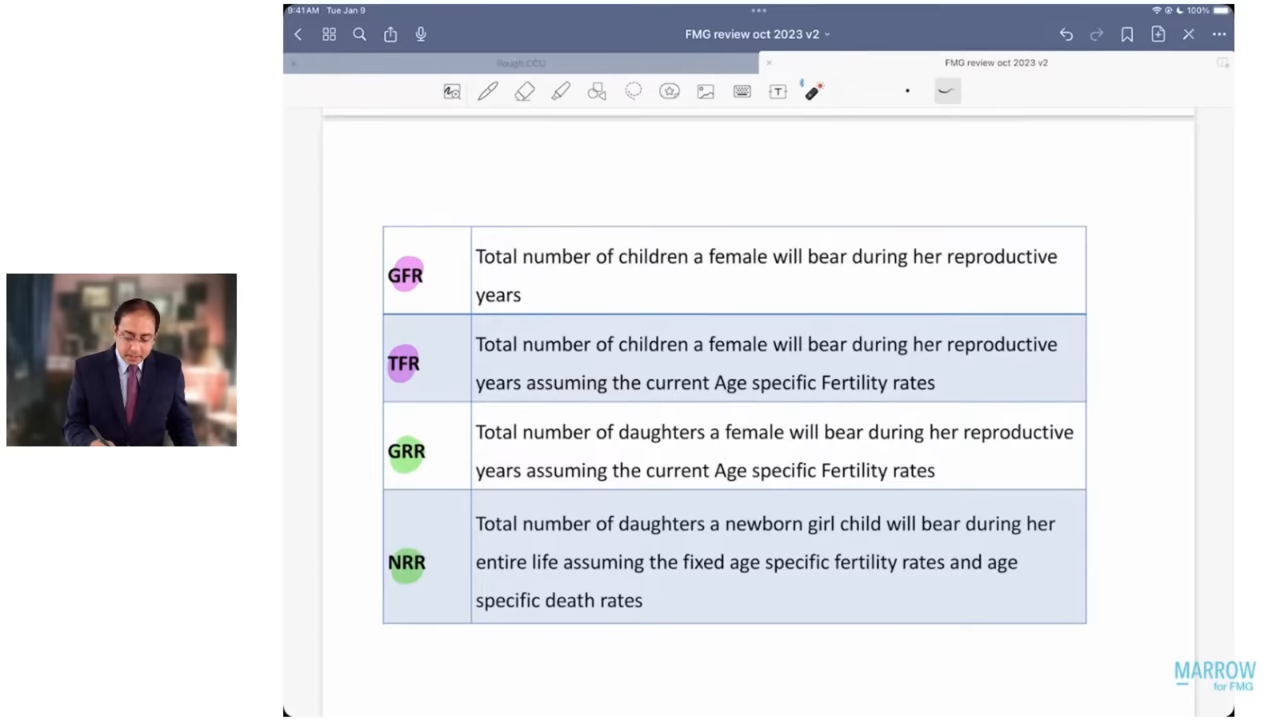 9:41 AM Tue Jan 9
100%
FMG review oct 2023 v2
Rough CCU
FMG review oct 2023 v2
T
GFR
Total number of children a female will bear during her reproductive
years
TFR
Total number of children a female will bear during her reproductive
years assuming the current Age specific Fertility rates
GRR
Total number of daughters a female will bear during her reproductive
years assuming the current Age specific Fertility rates
NRR
Total number of daughters a newborn girl child will bear during her
entire life assuming the fixed age specific fertility rates and age
specific death rates
MARROW
for FMG